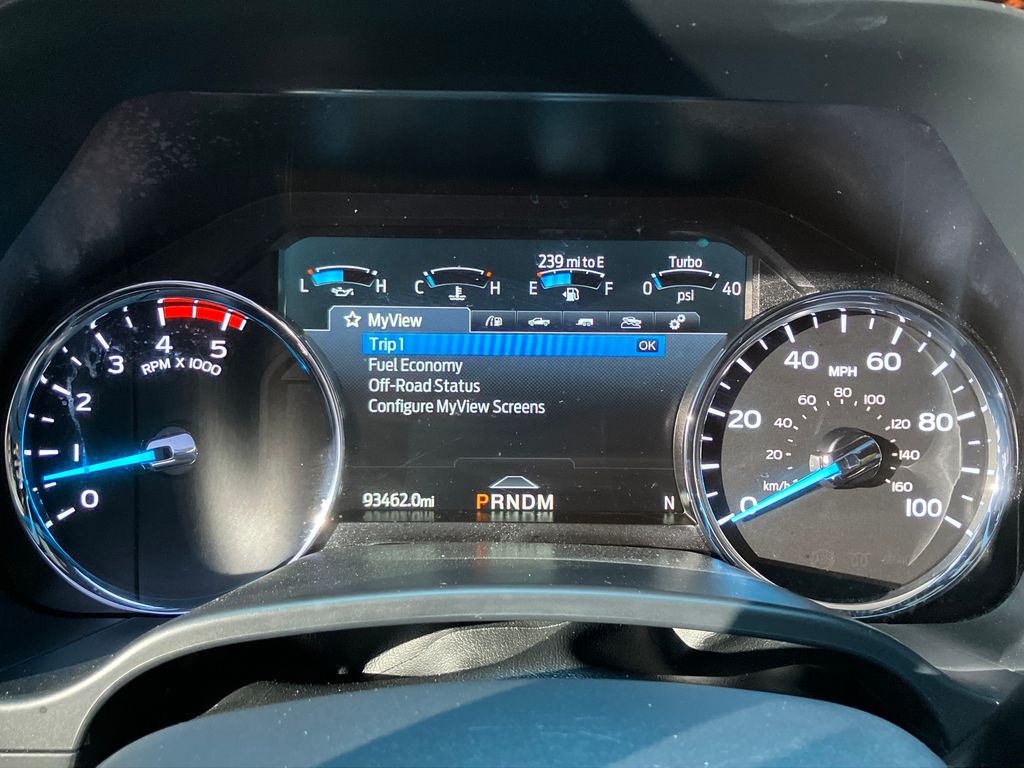 239 mi to E
Turbo
L H
C H
E F
0 40
psi
MyView
Trip 1 OK
Fuel Economy
Off-Road Status
Configure MyView Screens
93462.0 mi
PRNDM
N
0
1
2
3
4
5
RPM X 1000
0
20
40
60
80
100
MPH
20
40
60
80
100
120
140
160
km/h